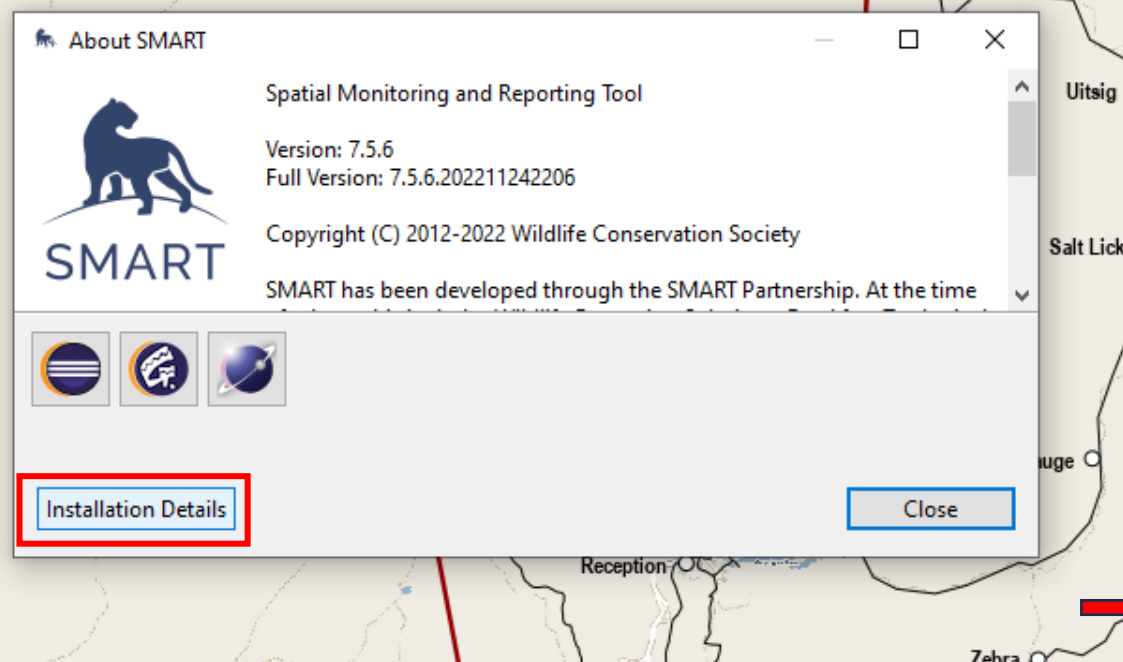 About SMART
Uitsig
Spatial Monitoring and Reporting Tool
Version: 7.5.6
Full Version: 7.5.6.202211242206
Copyright (C) 2012-2022 Wildlife Conservation Society
Salt Lick
SMART
SMART has been developed through the SMART Partnership. At the time
Installation Details
Close
Reception
Zebra